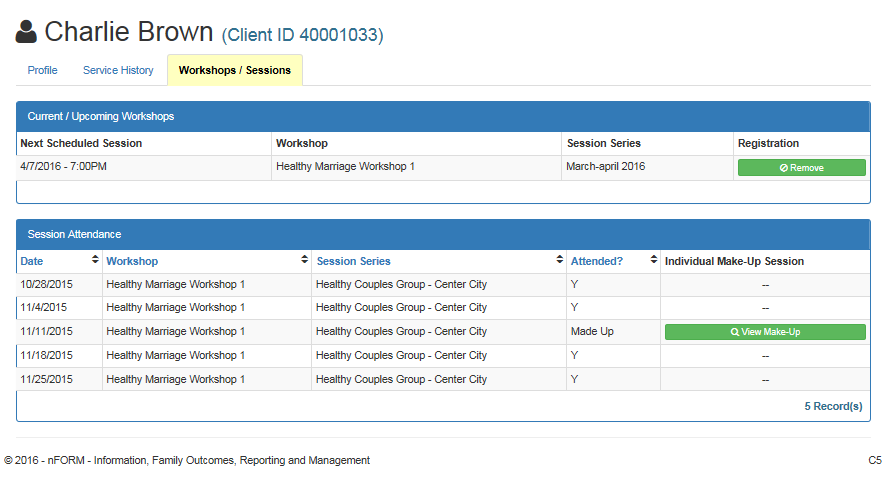 Charlie Brown (Client ID 40001033)
Profile Service History Workshops / Sessions
Current / Upcoming Workshops
Next Scheduled Session Workshop Session Series Registration
4/7/2016 - 7:00PM Healthy Marriage Workshop 1 March-april 2016 Remove
Session Attendance
Date Workshop Session Series Attended? Individual Make-Up Session
10/28/2015 Healthy Marriage Workshop 1 Healthy Couples Group - Center City Y --
11/4/2015 Healthy Marriage Workshop 1 Healthy Couples Group - Center City Y --
11/11/2015 Healthy Marriage Workshop 1 Healthy Couples Group - Center City Made Up View Make-Up
11/18/2015 Healthy Marriage Workshop 1 Healthy Couples Group - Center City Y --
11/25/2015 Healthy Marriage Workshop 1 Healthy Couples Group - Center City Y --
5 Record(s)
© 2016 - nFORM - Information, Family Outcomes, Reporting and Management C5